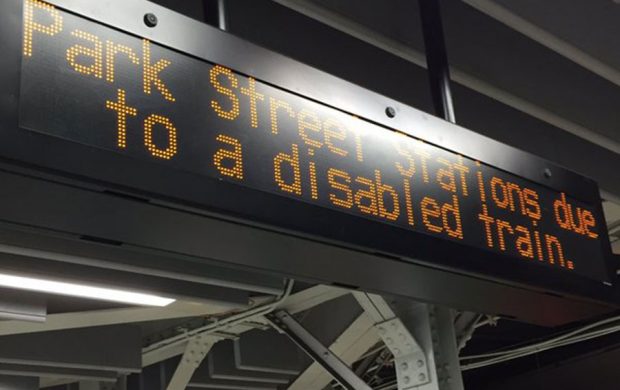 Park Street Stations due
to a disabled train.